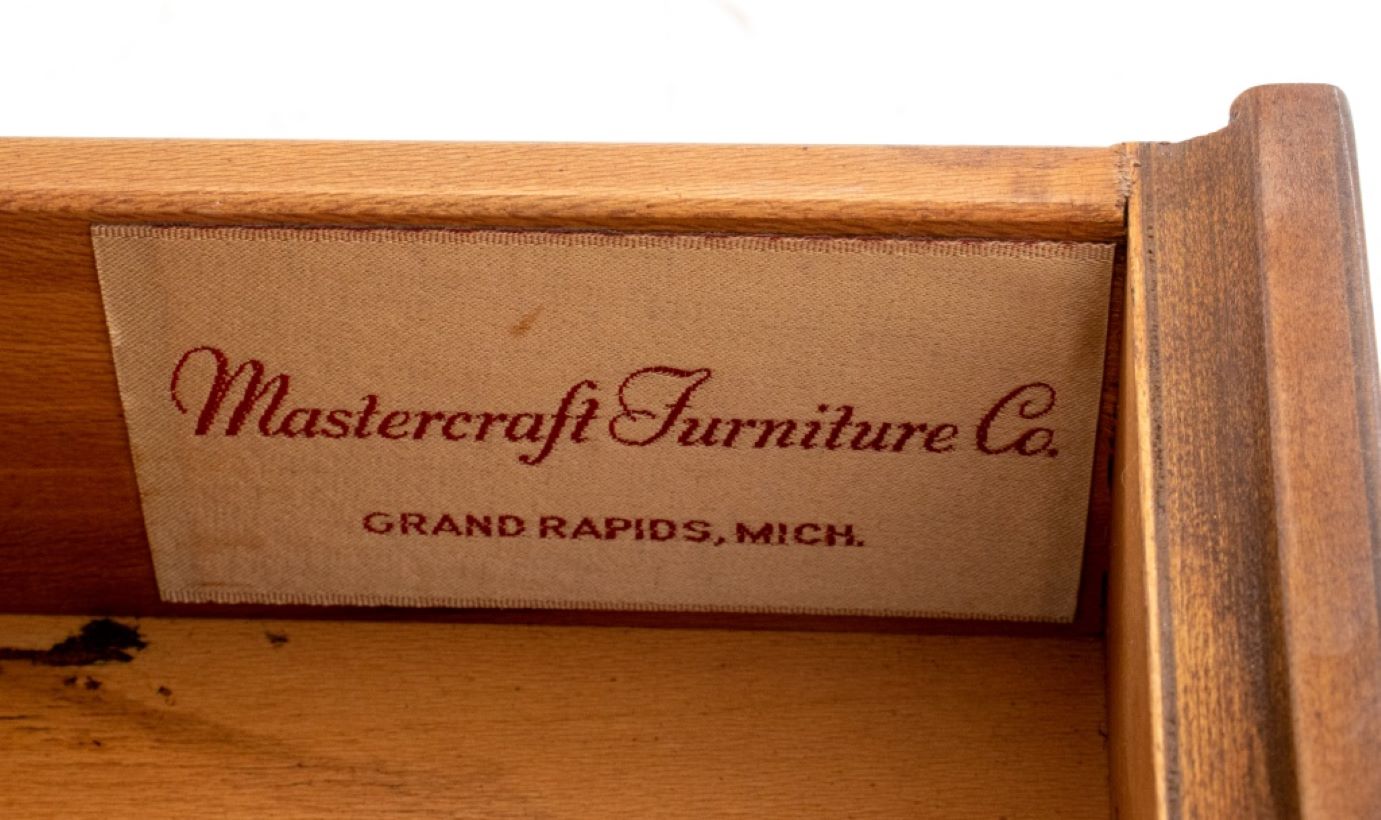 Mastercraft Furniture Co.
GRAND RAPIDS, MICH.